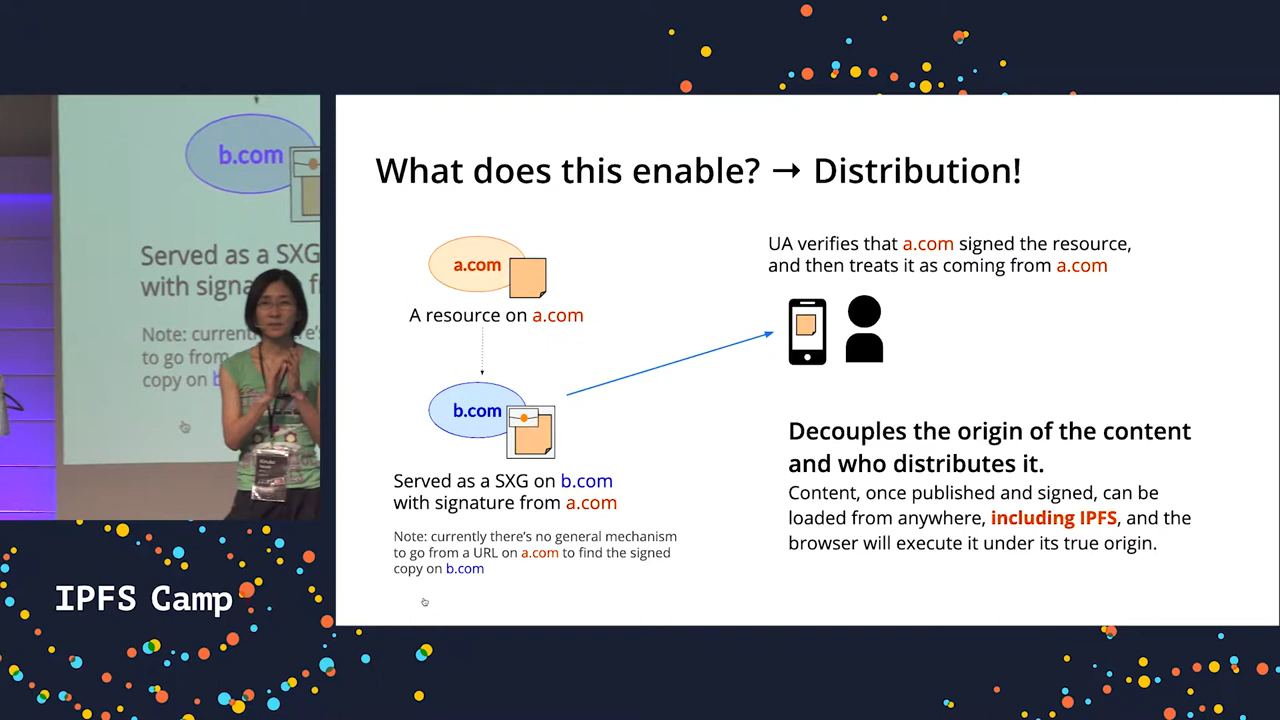 What does this enable? → Distribution!
a.com
A resource on a.com
b.com
Served as a SXG on b.com
with signature from a.com
Note: currently there's no general mechanism
to go from a URL on a.com to find the signed
copy on b.com
UA verifies that a.com signed the resource,
and then treats it as coming from a.com
Decouples the origin of the content
and who distributes it.
Content, once published and signed, can be
loaded from anywhere, including IPFS, and the
browser will execute it under its true origin.
b.com
Served as a SXG
with signa
Note: current
to go from
copy on b
IPFS Camp